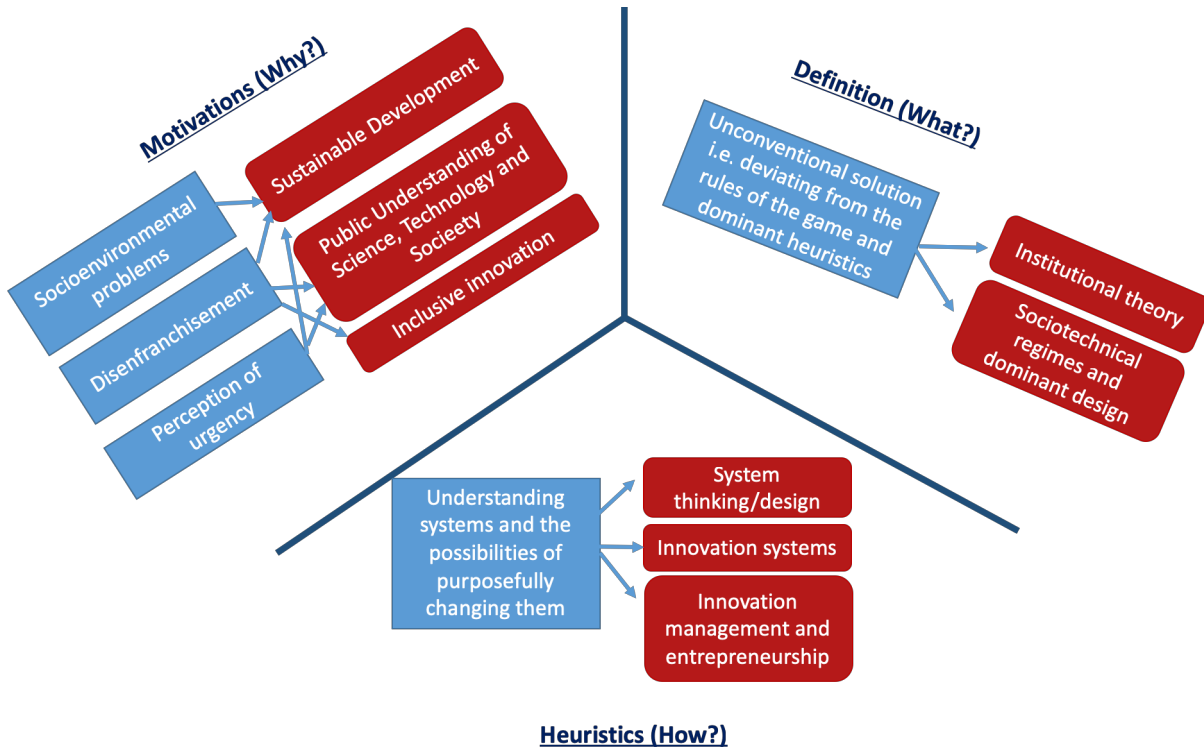 Motivations (Why?)
Sustainable Development
Public Understanding of
Science, Technology and
Socieety
Inclusive innovation
Socioenvironmental
problems
Disenfranchisement
Perception of
urgency
Definition (What?)
Unconventional solution
i.e. deviating from the
rules of the game and
dominant heuristics
Institutional theory
Sociotechnical
regimes and
dominant design
Understanding
systems and the
possibilities of
purposefully
changing them
System
thinking/design
Innovation systems
Innovation
management and
entrepreneurship
Heuristics (How?)